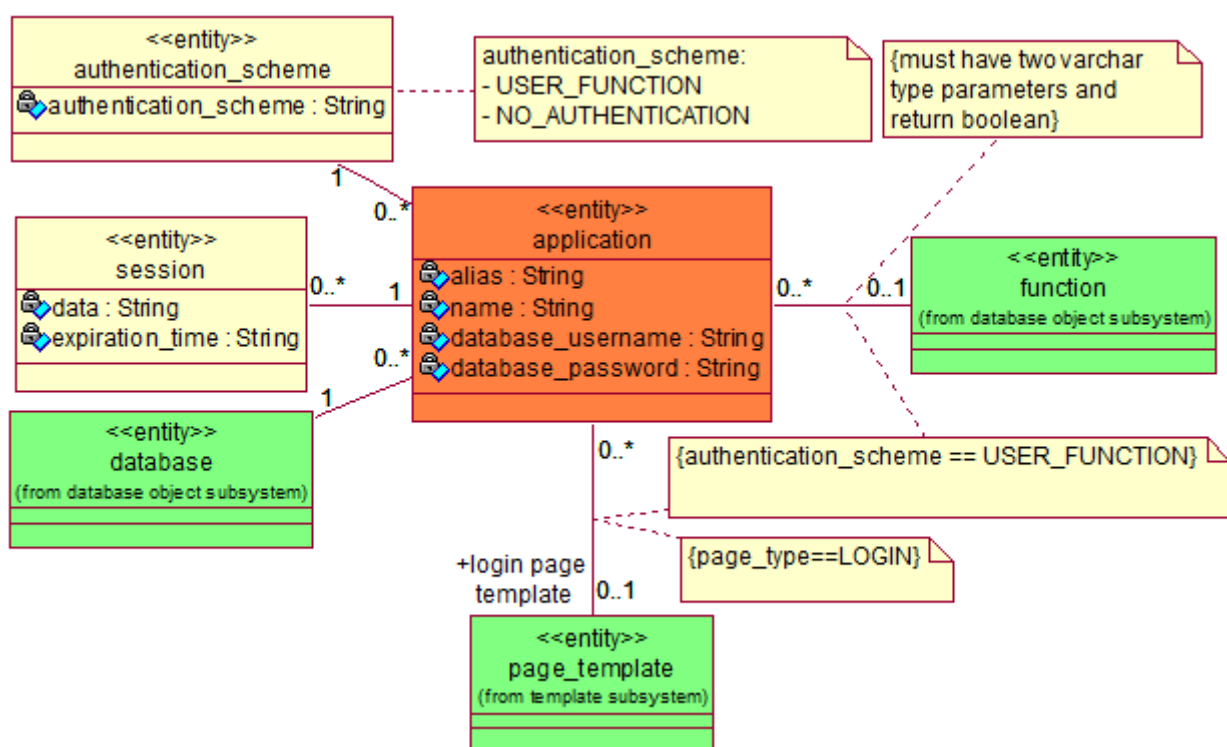 <<entity>>
authentication_scheme
authentication_scheme : String
authentication_scheme:
- USER_FUNCTION
- NO_AUTHENTICATION
{must have two varchar
type parameters and
return boolean}
1
0..*
<<entity>>
session
data : String
expiration_time : String
0..*
1
<<entity>>
application
alias : String
name : String
database_username : String
database_password : String
0..*
0..1
<<entity>>
function
(from database object subsystem)
0..*
1
<<entity>>
database
(from database object subsystem)
0..*
{authentication_scheme == USER_FUNCTION}
{page_type==LOGIN}
+login page
template
0..1
<<entity>>
page_template
(from template subsystem)